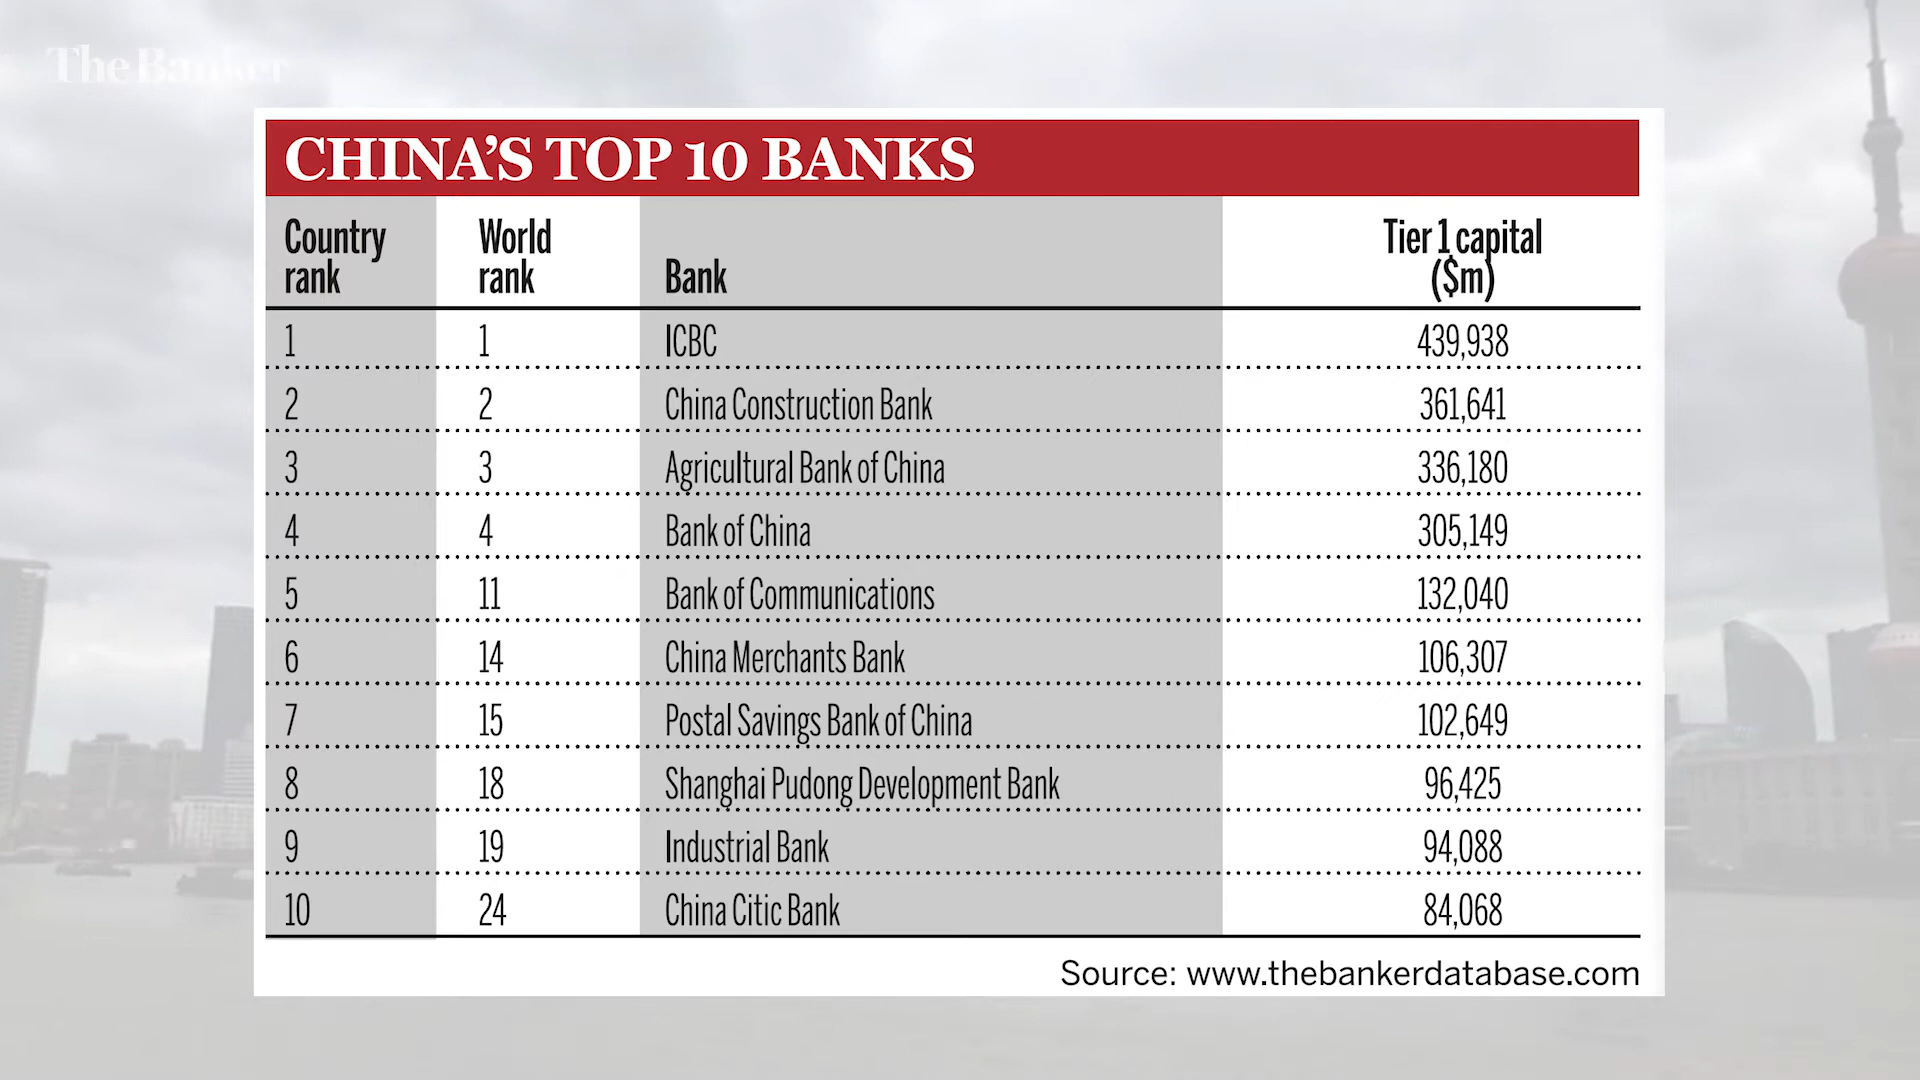 The Banker
CHINA'S TOP 10 BANKS
Country rank World rank Bank Tier 1 capital ($m)
1 1 ICBC 439,938
2 2 China Construction Bank 361,641
3 3 Agricultural Bank of China 336,180
4 4 Bank of China 305,149
5 11 Bank of Communications 132,040
6 14 China Merchants Bank 106,307
7 15 Postal Savings Bank of China 102,649
8 18 Shanghai Pudong Development Bank 96,425
9 19 Industrial Bank 94,088
10 24 China Citic Bank 84,068
Source: www.thebankerdatabase.com